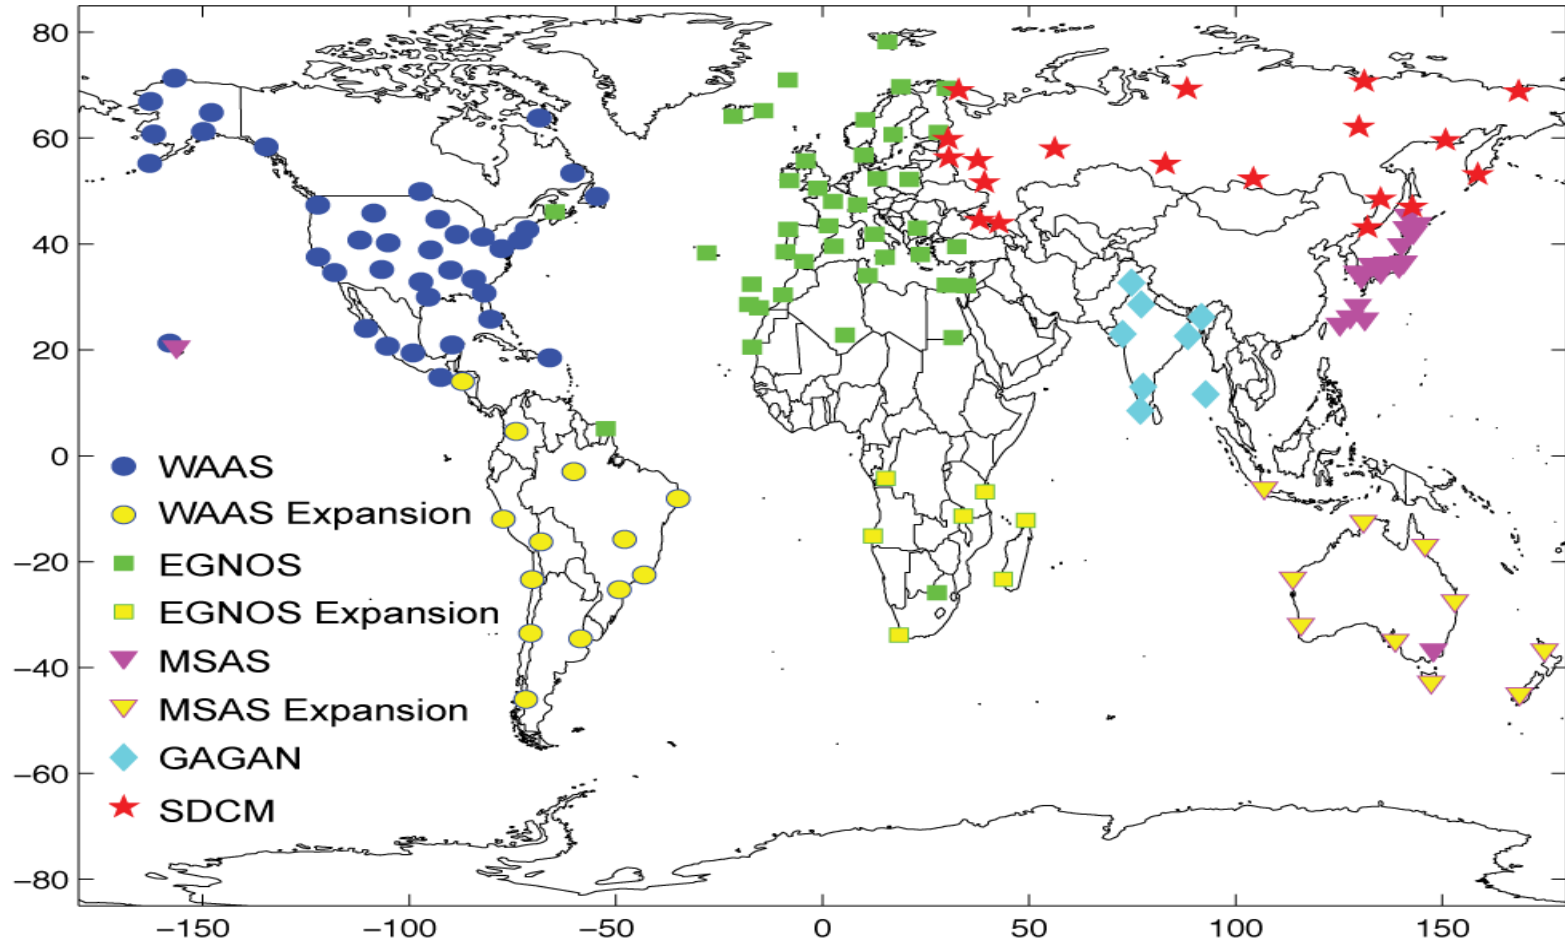 80
60
40
20
0
−20
−40
−60
−80
WAAS
WAAS Expansion
EGNOS
EGNOS Expansion
MSAS
MSAS Expansion
GAGAN
SDCM
−150 −100 −50 0 50 100 150